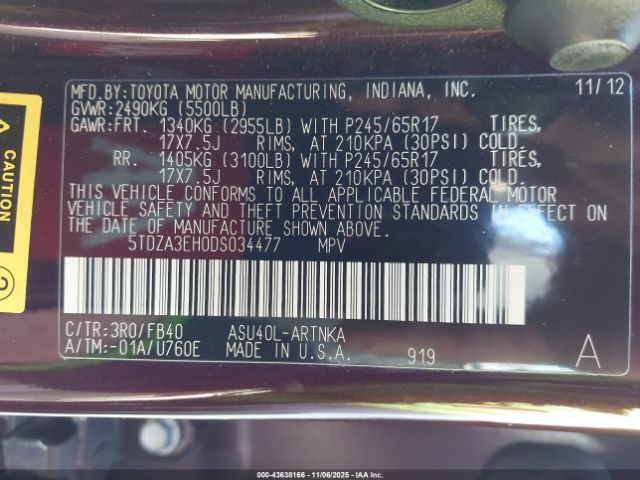 MFD.BY:TOYOTA MOTOR MANUFACTURING, INDIANA, INC. 11/12
GVWR:2490KG (5500LB)
GAWR:FRT. 1340KG (2955LB) WITH P245/65R17 TIRES,
17X7.5J RIMS, AT 210KPA (30PSI) COLD.
RR. 1405KG (3100LB) WITH P245/65R17 TIRES,
17X7.5J RIMS, AT 210KPA (30PSI) COLD.
THIS VEHICLE CONFORMS TO ALL APPLICABLE FEDERAL MOTOR
VEHICLE SAFETY AND THEFT PREVENTION STANDARDS IN EFFECT ON
THE DATE OF MANUFACTURE SHOWN ABOVE.
5TDZA3EH0DS034477 MPV
C/TR:3R0/FB40 ASU40L-ARTNKA
A/TM:-01A/U760E MADE IN U.S.A. 919 A
CAUTION
2
000-43638166 - 11/06/2025 - IAAI.COM